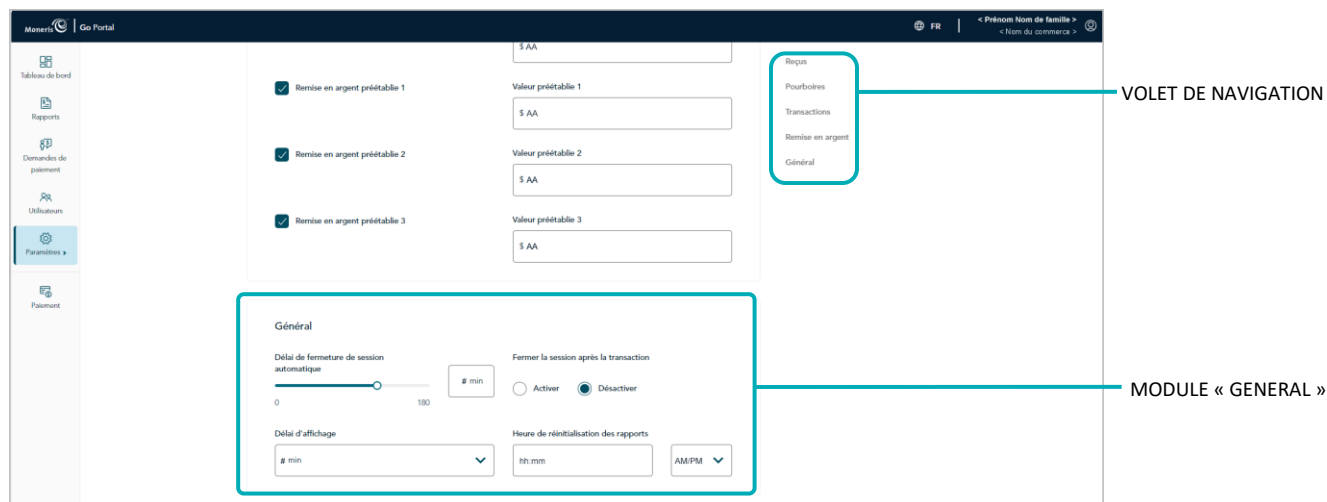 Moneris Go Portal
FR
< Prénom Nom de famille >
< Nom du commerce >
Tableau de bord
Rapports
Demandes de
paiement
Utilisateurs
Paramètres
Paiement
$ AA
Remise en argent préétablie 1
Valeur préétablie 1
$ AA
Remise en argent préétablie 2
Valeur préétablie 2
$ AA
Remise en argent préétablie 3
Valeur préétablie 3
$ AA
Reçus
Pourboires
Transactions
Remise en argent
Général
VOLET DE NAVIGATION
Général
Délai de fermeture de session
automatique
# min
0 180
Fermer la session après la transaction
Activer Désactiver
Délai d'affichage
# min
Heure de réinitialisation des rapports
hh:mm
AM/PM
MODULE « GENERAL »